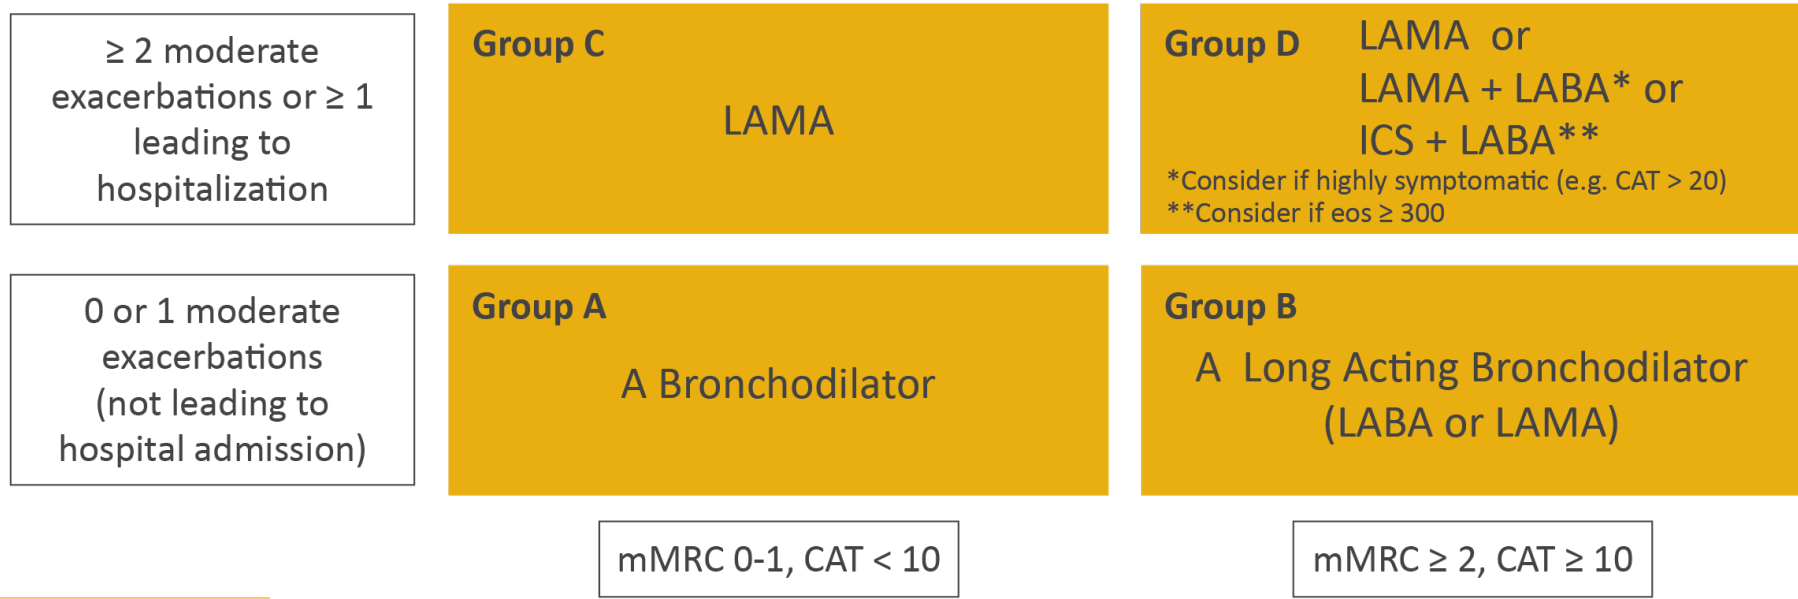 ≥ 2 moderate
exacerbations or ≥ 1
leading to
hospitalization
Group C
LAMA
Group D
LAMA or
LAMA + LABA* or
ICS + LABA**
*Consider if highly symptomatic (e.g. CAT > 20)
**Consider if eos ≥ 300
0 or 1 moderate
exacerbations
(not leading to
hospital admission)
Group A
A Bronchodilator
Group B
A Long Acting Bronchodilator
(LABA or LAMA)
mMRC 0-1, CAT < 10
mMRC ≥ 2, CAT ≥ 10